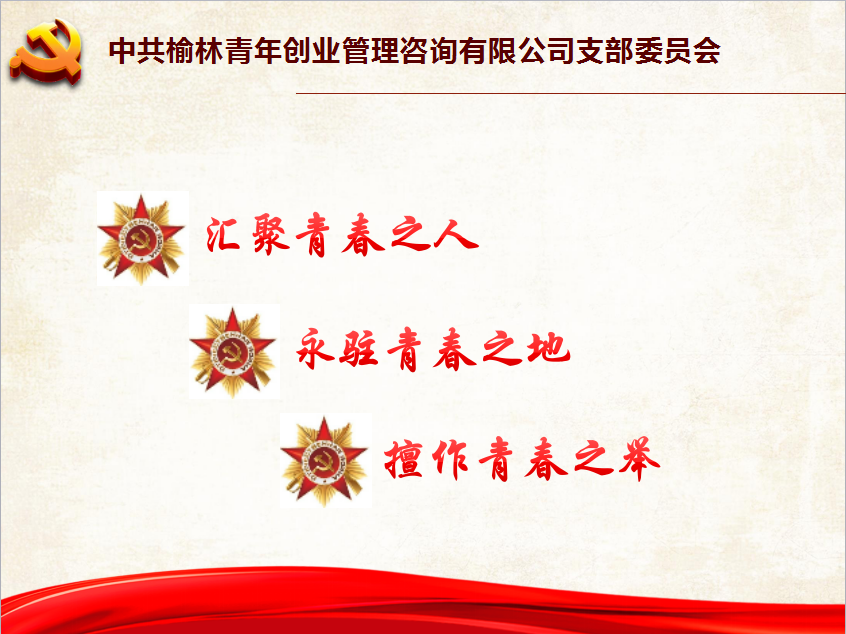 中共榆林青年创业管理咨询有限公司支部委员会
汇聚青春之人
永驻青春之地
擅作青春之举